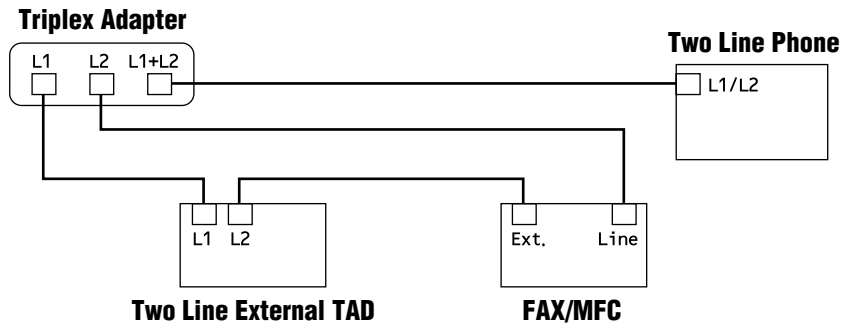 Triplex Adapter
L1 L2 L1+L2
Two Line Phone
L1/L2
L1 L2
Ext. Line
Two Line External TAD
FAX/MFC